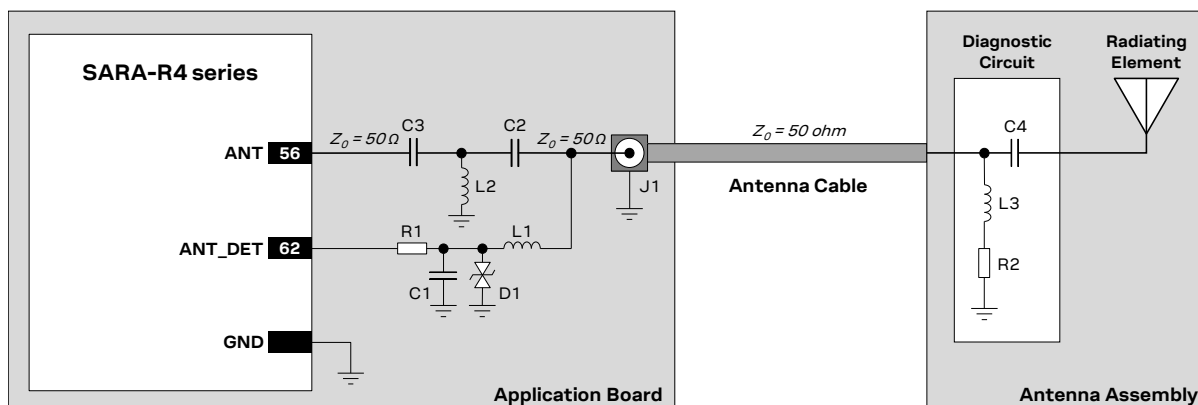 SARA-R4 series
ANT
56
Z0 = 50 Ω
C3
C2
Z0 = 50 Ω
L2
J1
ANT_DET
62
R1
L1
C1
D1
GND
Application Board
Z0 = 50 ohm
Antenna Cable
Diagnostic
Circuit
Radiating
Element
C4
L3
R2
Antenna Assembly